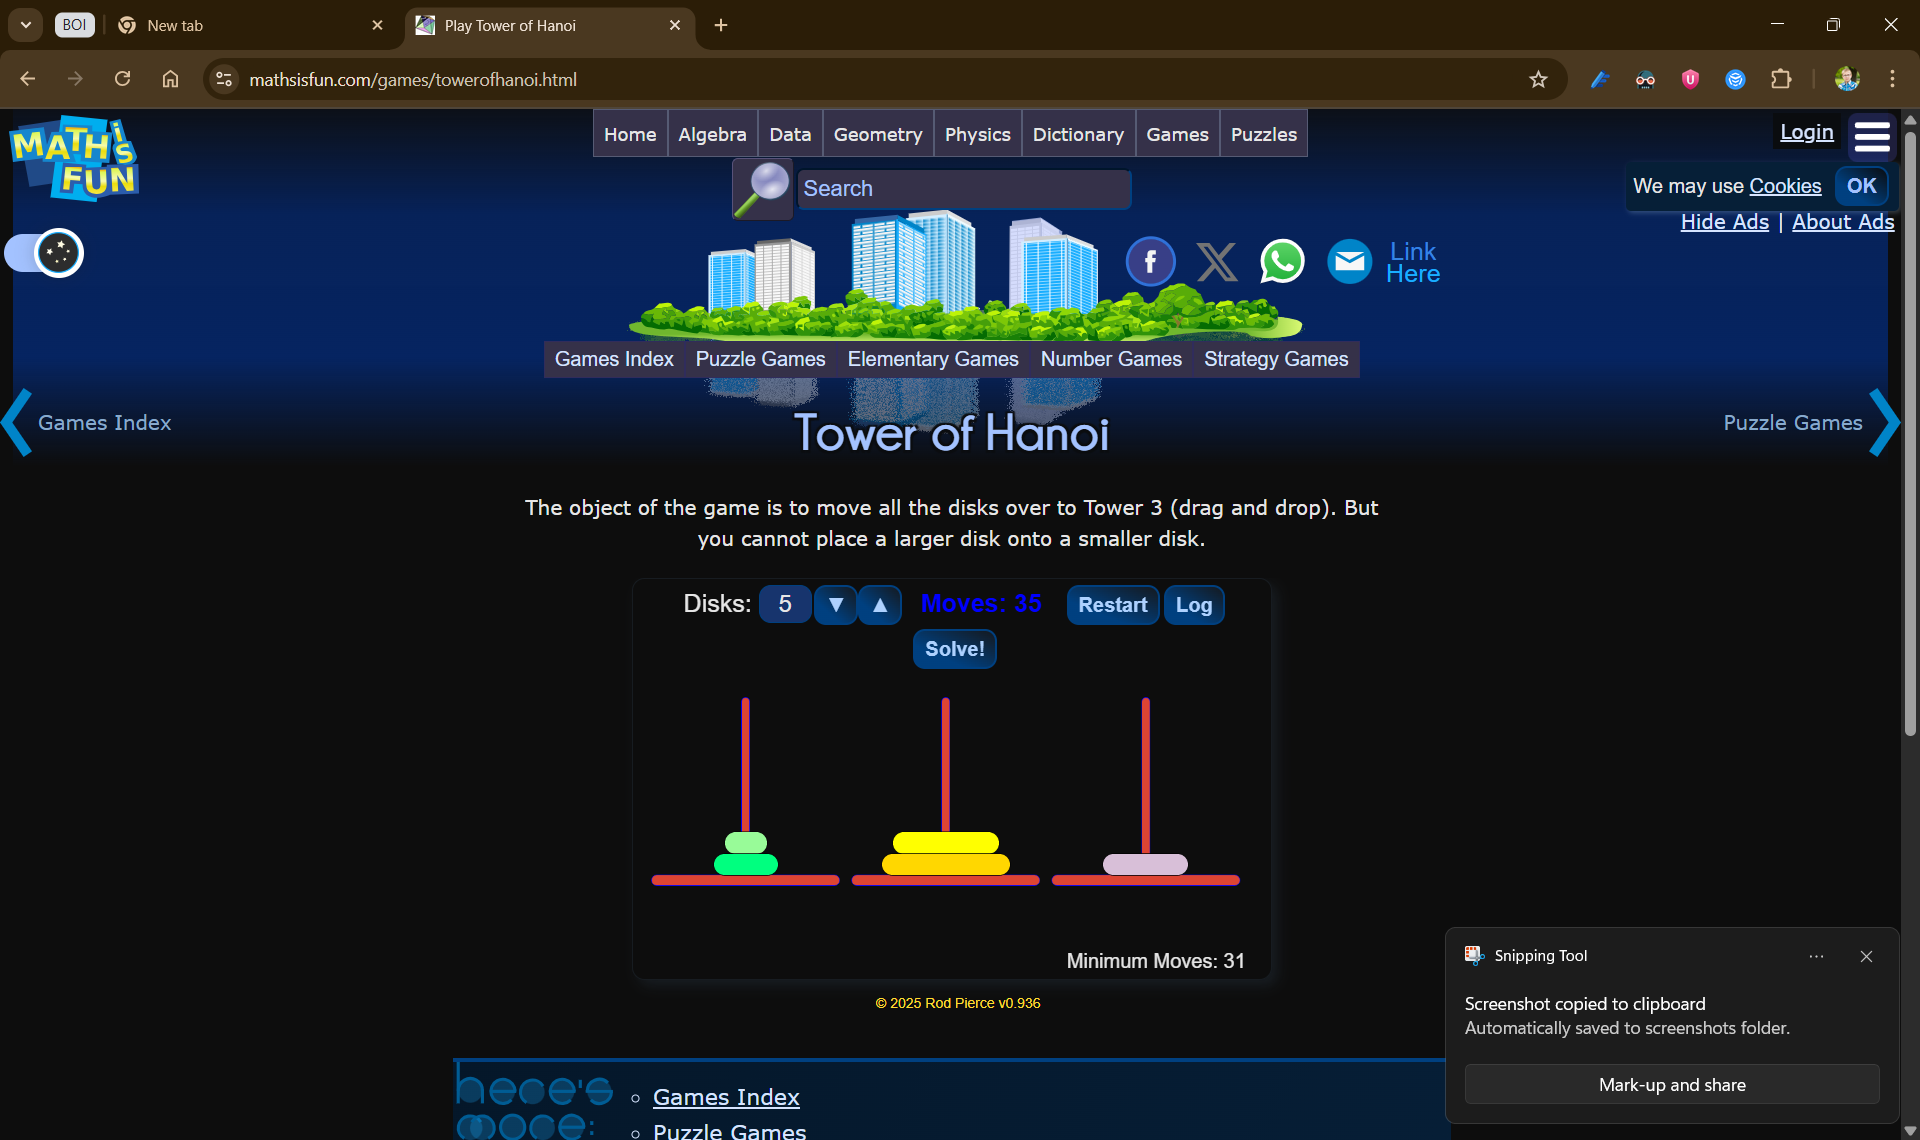 BOI
New tab
Play Tower of Hanoi
mathsisfun.com/games/towerofhanoi.html
MATH iS FUN
Home Algebra Data Geometry Physics Dictionary Games Puzzles
Login
Search
We may use Cookies OK
Hide Ads | About Ads
Link
Here
Games Index Puzzle Games Elementary Games Number Games Strategy Games
Games Index
Puzzle Games
Tower of Hanoi
The object of the game is to move all the disks over to Tower 3 (drag and drop). But
you cannot place a larger disk onto a smaller disk.
Disks: 5 ▼ ▲ Moves: 35 Restart Log
Solve!
Minimum Moves: 31
© 2025 Rod Pierce v0.936
Snipping Tool
Screenshot copied to clipboard
Automatically saved to screenshots folder.
Mark-up and share
here's
more:
Games Index
Puzzle Games